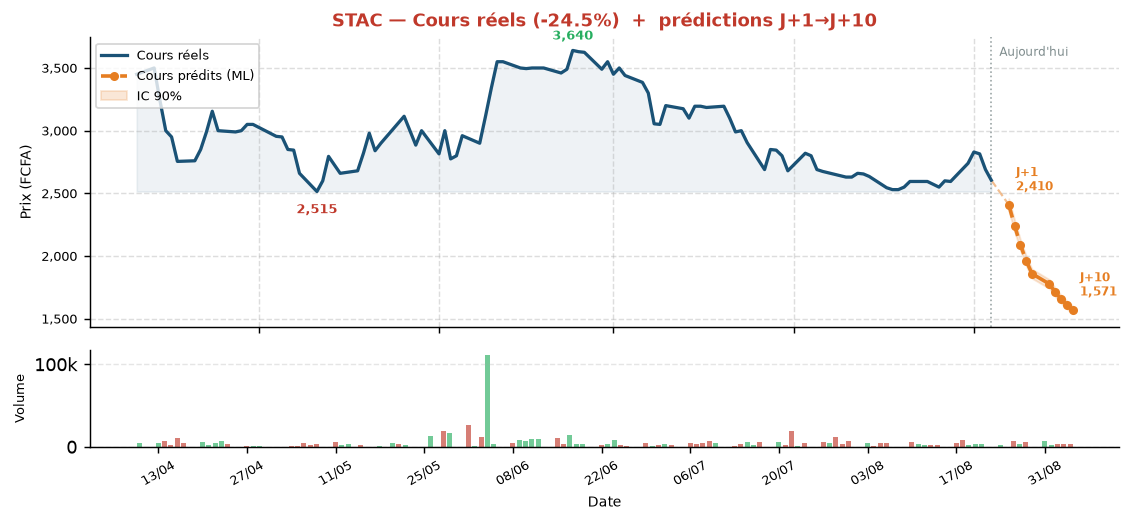 STAC — Cours réels (-24.5%)  +  prédictions J+1→J+10
3,640
Aujourd'hui
Cours réels
Cours prédits (ML)
IC 90%
3,500
3,000
2,500
2,000
1,500
Prix (FCFA)
2,515
J+1
2,410
J+10
1,571
100k
0
Volume
13/04
27/04
11/05
25/05
08/06
22/06
06/07
20/07
03/08
17/08
31/08
Date